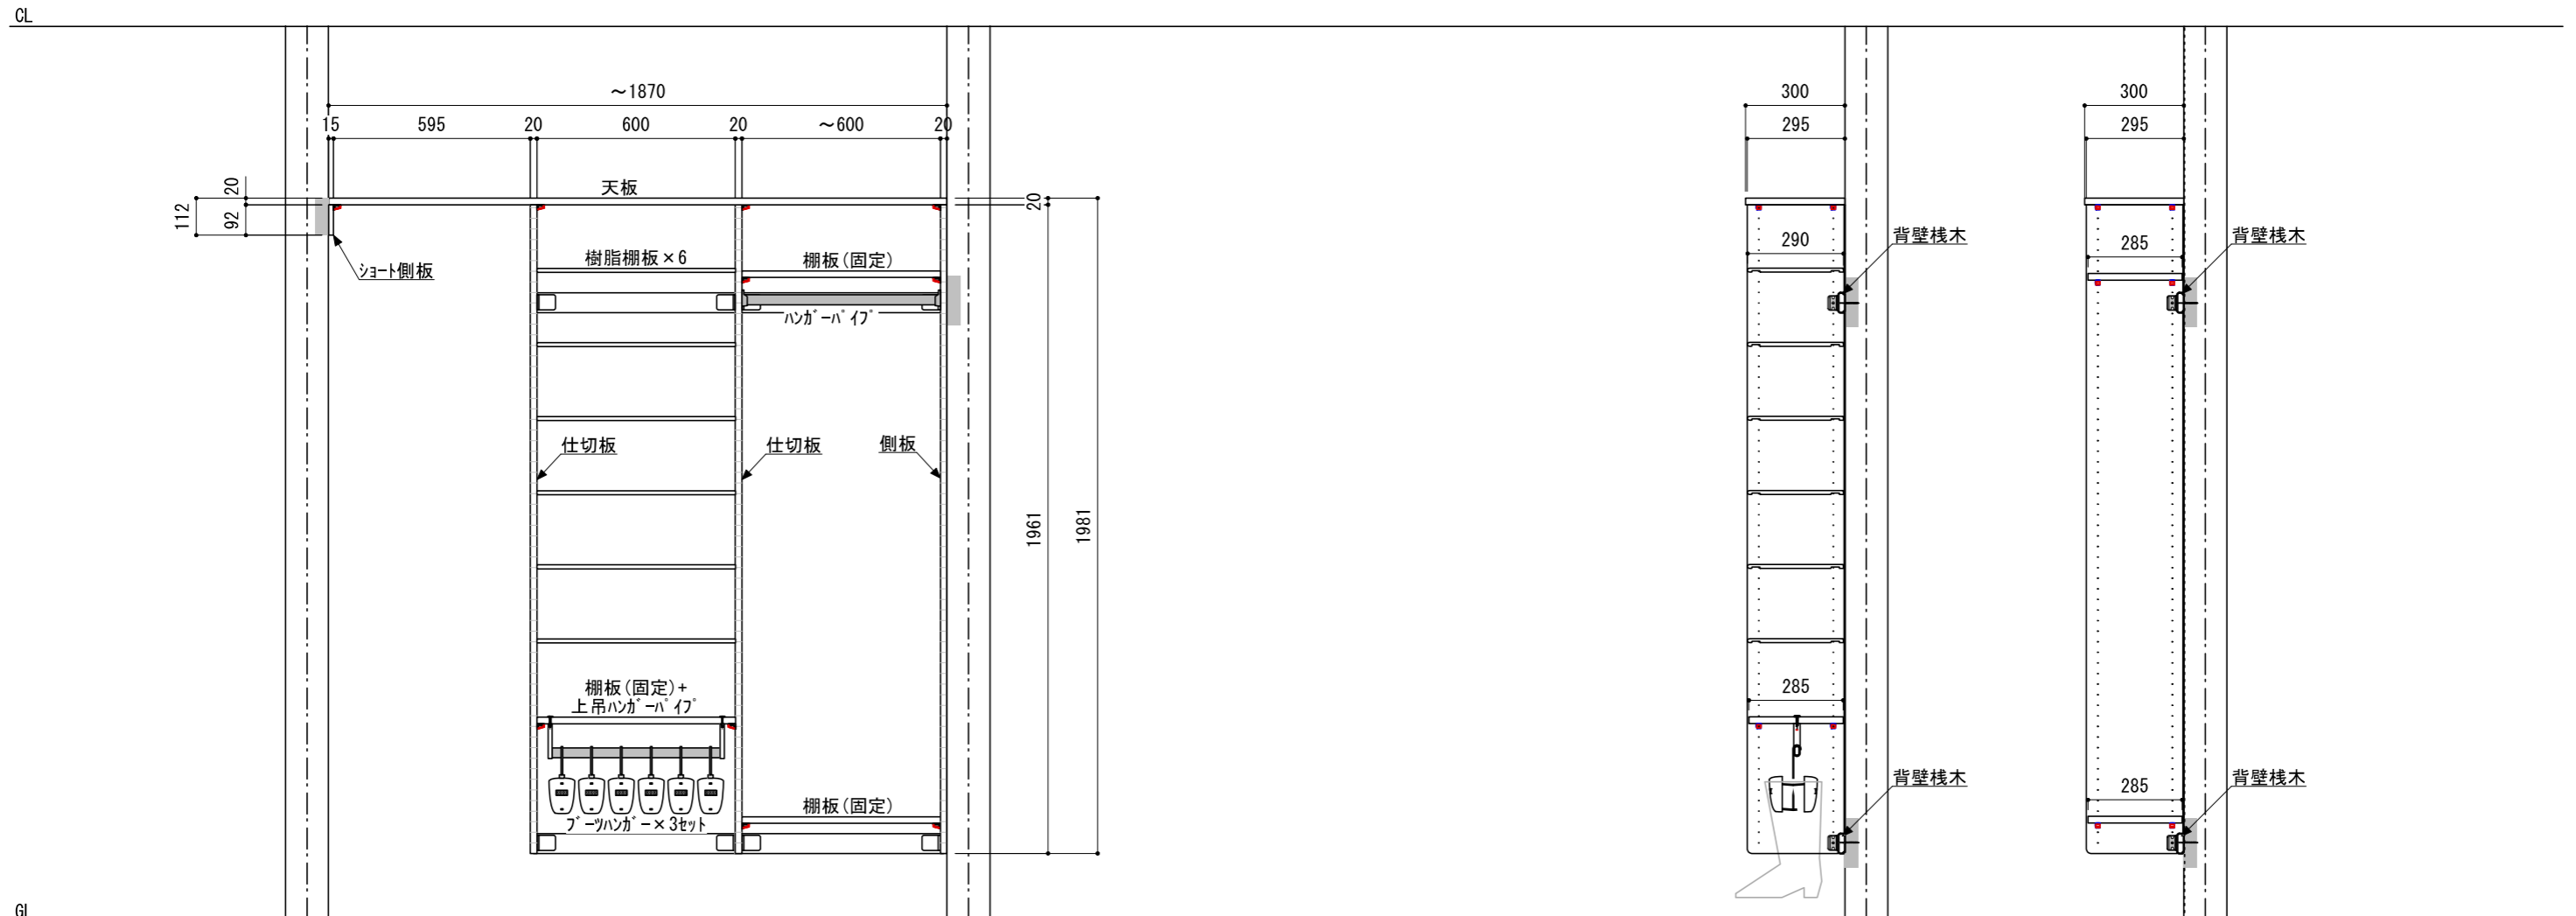 CL
~1870
300
300
15
595
20
600
20
~600
20
295
295
天板
20
112
92
20
ショート側板
樹脂棚板×6
棚板(固定)
290
背壁桟木
285
背壁桟木
ハンガーパイプ
仕切板
仕切板
側板
1961
1981
棚板(固定)+
上吊ハンガーパイプ
285
ブーツハンガー×3セット
棚板(固定)
背壁桟木
285
背壁桟木
GL